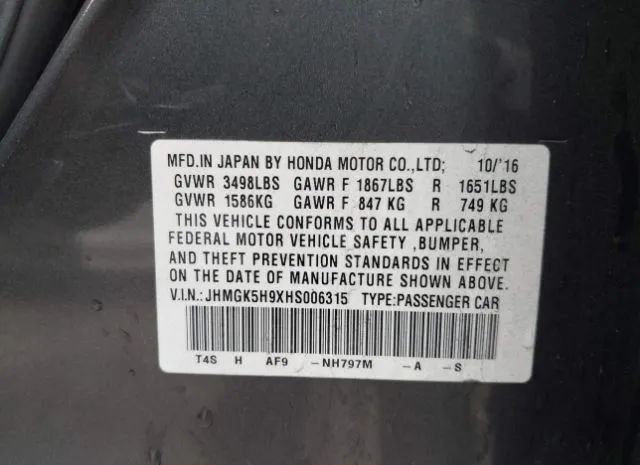 MFD.IN JAPAN BY HONDA MOTOR CO.,LTD; 10/'16
GVWR 3498LBS GAWR F 1867LBS R 1651LBS
GVWR 1586KG GAWR F 847 KG R 749 KG
THIS VEHICLE CONFORMS TO ALL APPLICABLE
FEDERAL MOTOR VEHICLE SAFETY ,BUMPER,
AND THEFT PREVENTION STANDARDS IN EFFECT
ON THE DATE OF MANUFACTURE SHOWN ABOVE.
V.I.N.: JHMGK5H9XHS006315 TYPE:PASSENGER CAR
T4S H AF9 -NH797M -A -S